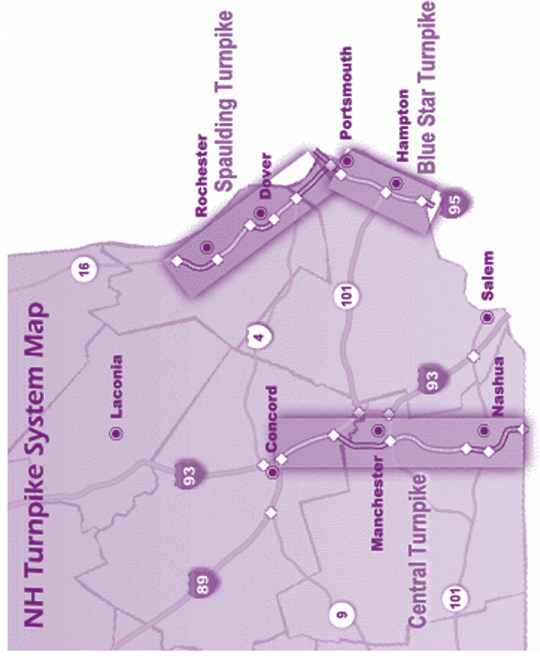 NH Turnpike System Map
16
Rochester
Spaulding Turnpike
Dover
Portsmouth
Hampton
Blue Star Turnpike
95
Laconia
4
101
Salem
93
Concord
93
Nashua
Manchester
Central Turnpike
89
9
101